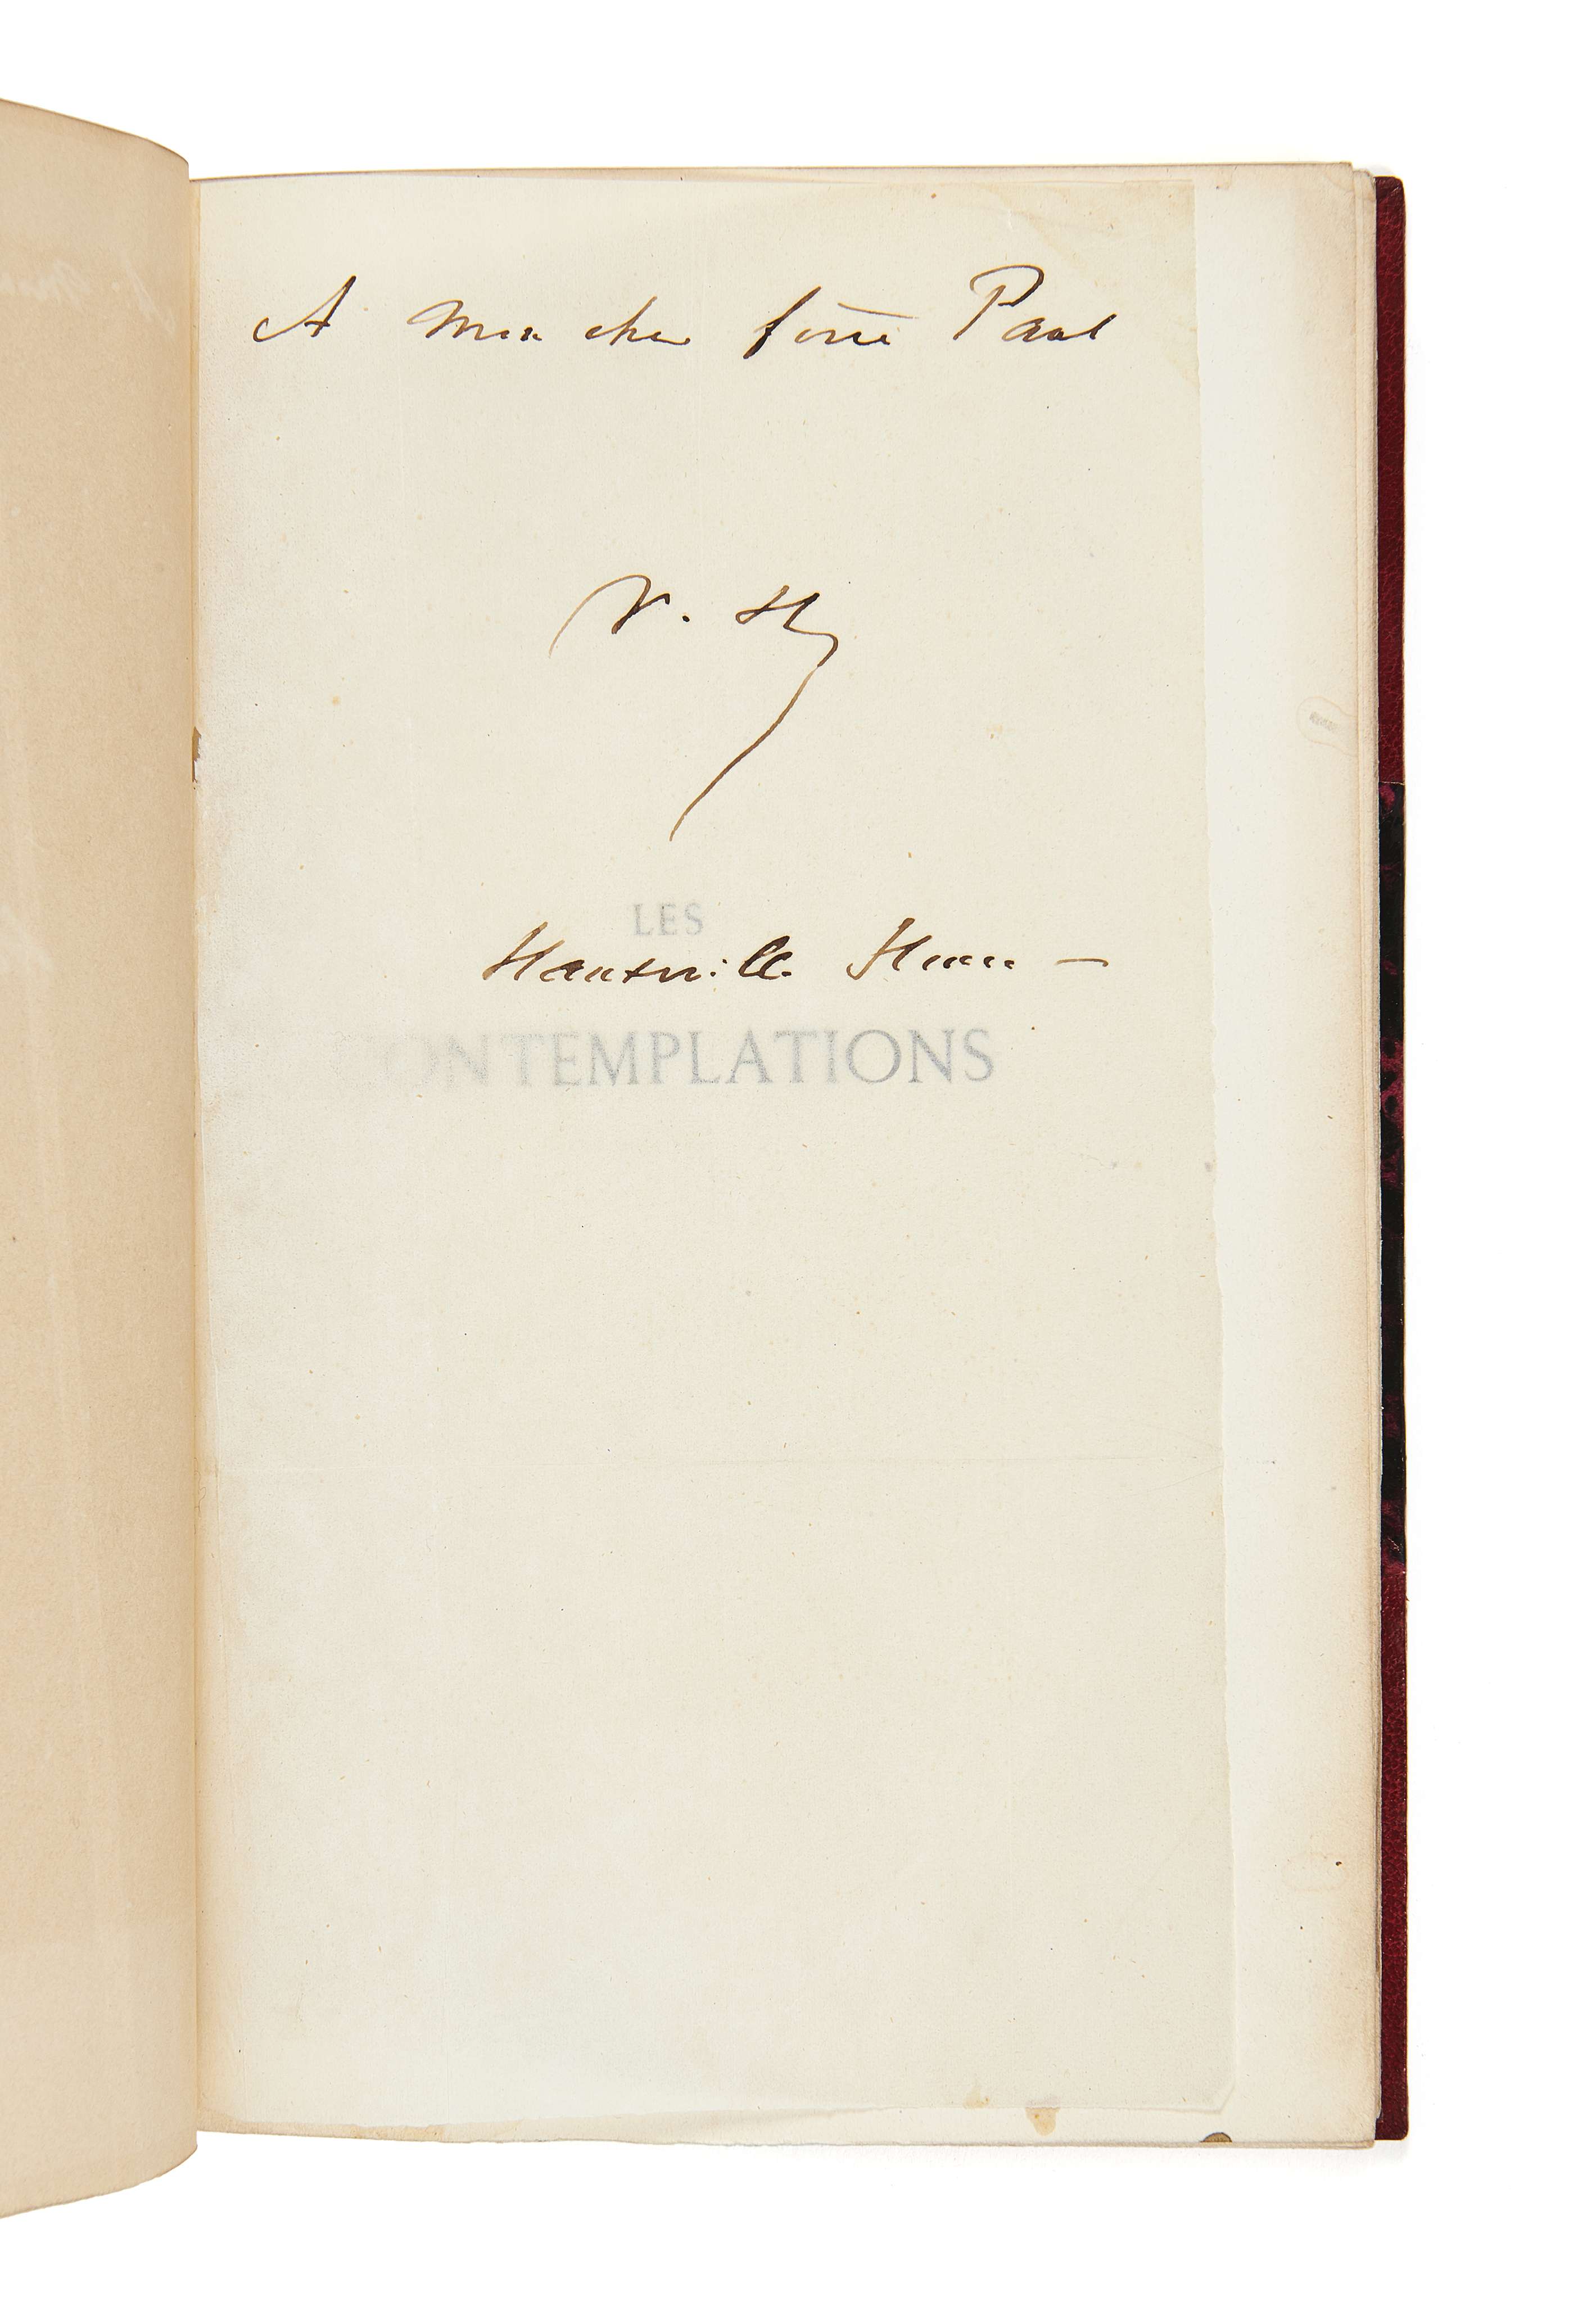 A mon cher frère Paul
V. H
LES
Hauteville House —
CONTEMPLATIONS